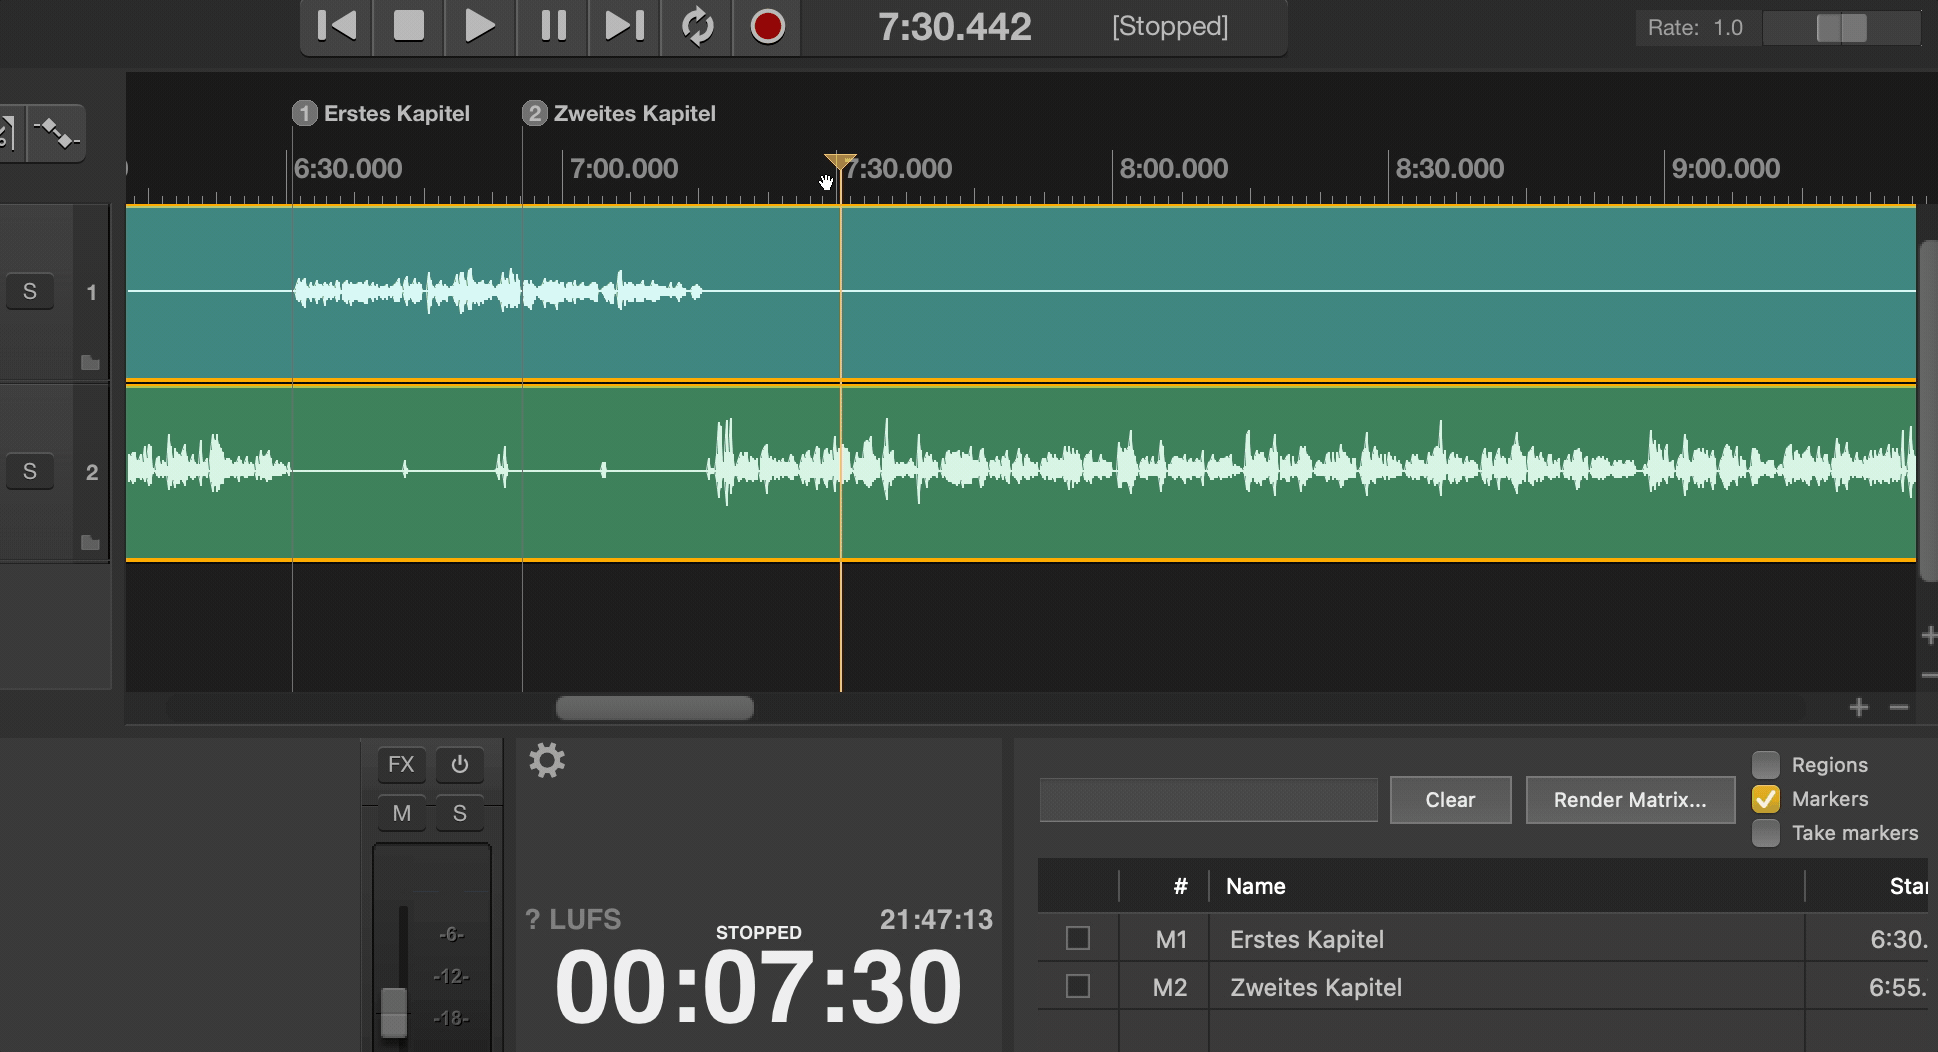 7:30.442 [Stopped] Rate: 1.0
1 Erstes Kapitel 2 Zweites Kapitel
6:30.000 7:00.000 7:30.000 8:00.000 8:30.000 9:00.000
S 1
S 2
FX
M S
-6-
-12-
-18-
? LUFS STOPPED 21:47:13
00:07:30
Clear Render Matrix...
Regions
Markers
Take markers
# Name
M1 Erstes Kapitel 6:30.
M2 Zweites Kapitel 6:55.